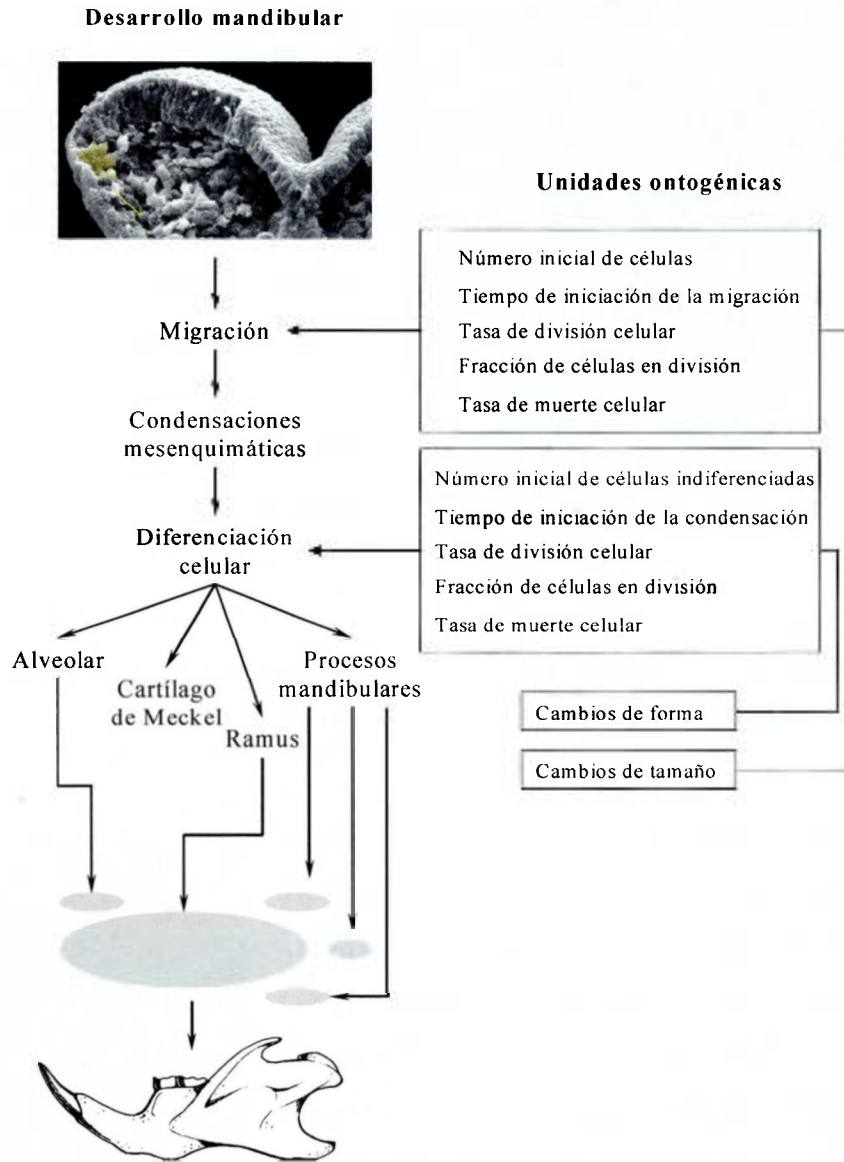 Desarrollo mandibular
Unidades ontogénicas
Número inicial de células
Tiempo de iniciación de la migración
Tasa de división celular
Fracción de células en división
Tasa de muerte celular
Migración
Condensaciones
mesenquimáticas
Número inicial de células indiferenciadas
Tiempo de iniciación de la condensación
Tasa de división celular
Fracción de células en división
Tasa de muerte celular
Diferenciación
celular
Alveolar
Cartílago
de Meckel
Ramus
Procesos
mandibulares
Cambios de forma
Cambios de tamaño